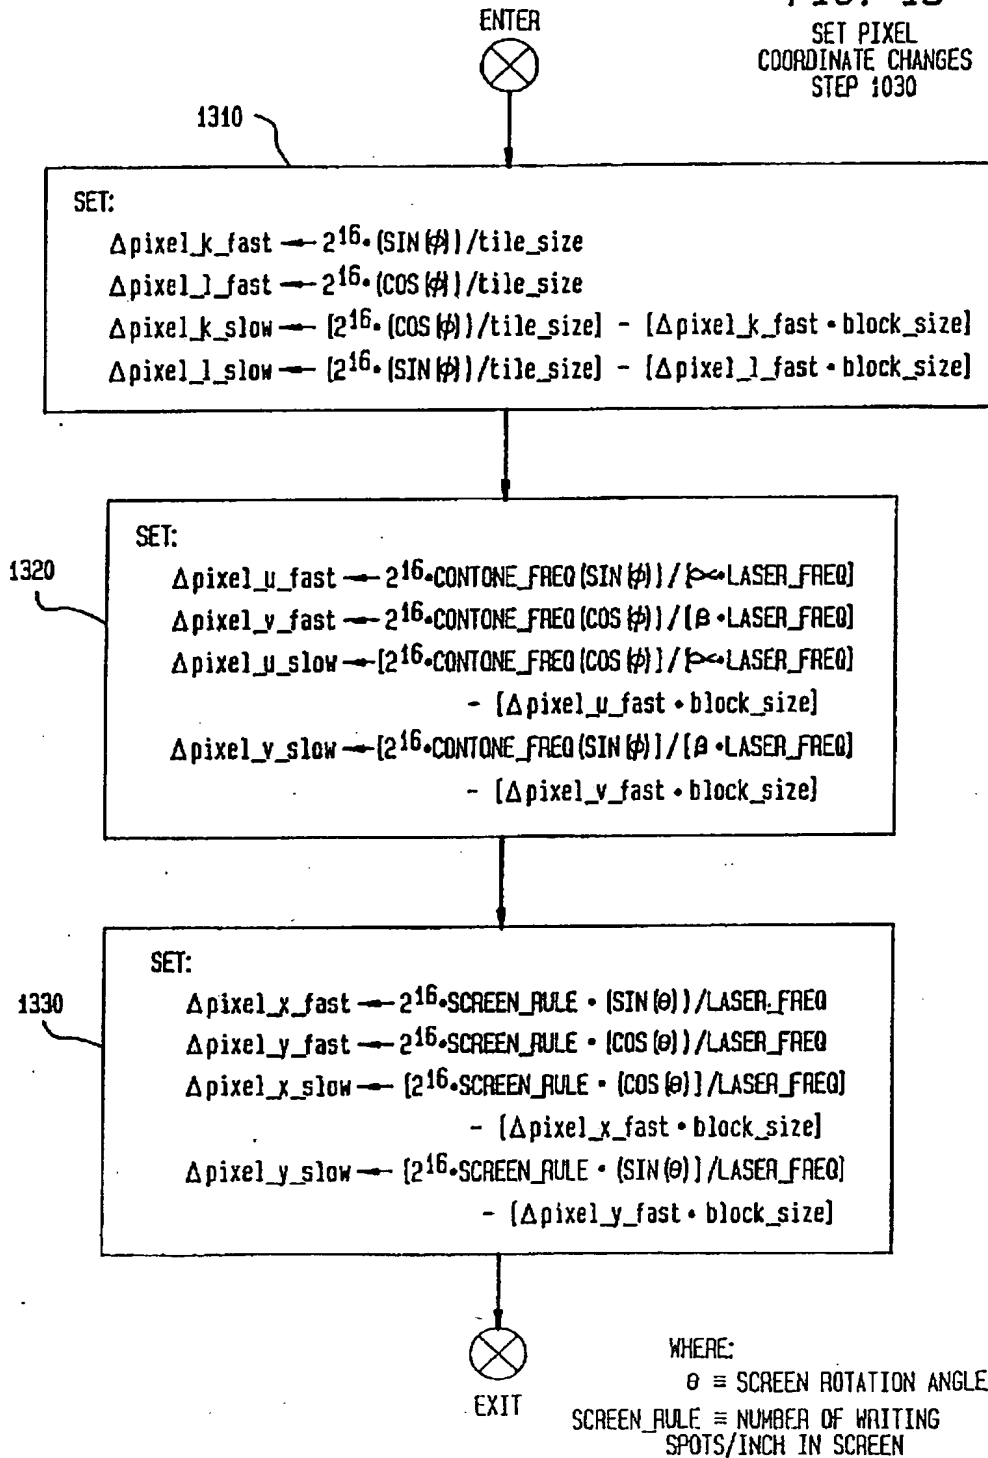 ENTER
SET PIXEL
COORDINATE CHANGES
STEP 1030
1310
SET:
Δpixel_k_fast ← 2^16 • (SIN(φ))/tile_size
Δpixel_l_fast ← 2^16 • (COS(φ))/tile_size
Δpixel_k_slow ← [2^16 • (COS(φ))/tile_size] - [Δpixel_k_fast • block_size]
Δpixel_l_slow ← [2^16 • (SIN(φ))/tile_size] - [Δpixel_l_fast • block_size]
1320
SET:
Δpixel_u_fast ← 2^16 • CONTONE_FREQ(SIN(φ))/[∝ • LASER_FREQ]
Δpixel_v_fast ← 2^16 • CONTONE_FREQ(COS(φ))/[β • LASER_FREQ]
Δpixel_u_slow ← [2^16 • CONTONE_FREQ(COS(φ))/[∝ • LASER_FREQ]
- [Δpixel_u_fast • block_size]
Δpixel_v_slow ← [2^16 • CONTONE_FREQ(SIN(φ)]/[β • LASER_FREQ]
- [Δpixel_v_fast • block_size]
1330
SET:
Δpixel_x_fast ← 2^16 • SCREEN_RULE • (SIN(θ))/LASER_FREQ
Δpixel_y_fast ← 2^16 • SCREEN_RULE • (COS(θ))/LASER_FREQ
Δpixel_x_slow ← [2^16 • SCREEN_RULE • (COS(θ)]/LASER_FREQ]
- [Δpixel_x_fast • block_size]
Δpixel_y_slow ← [2^16 • SCREEN_RULE • (SIN(θ)]/LASER_FREQ]
- [Δpixel_y_fast • block_size]
EXIT
WHERE:
θ ≡ SCREEN ROTATION ANGLE
SCREEN_RULE ≡ NUMBER OF WRITING
SPOTS/INCH IN SCREEN